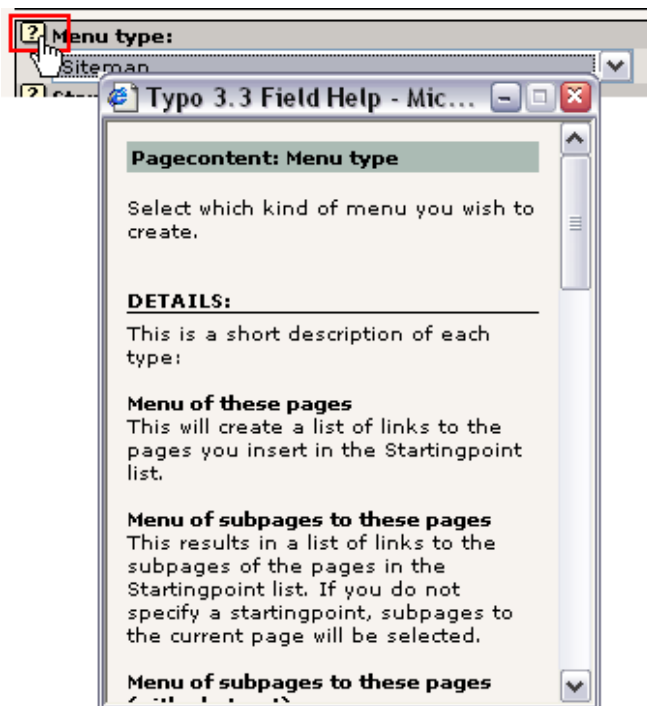 ? Menu type:
Sitemap
?
Typo 3.3 Field Help - Mic...
Pagecontent: Menu type
Select which kind of menu you wish to
create.
DETAILS:
This is a short description of each
type:
Menu of these pages
This will create a list of links to the
pages you insert in the Startingpoint
list.
Menu of subpages to these pages
This results in a list of links to the
subpages of the pages in the
Startingpoint list. If you do not
specify a startingpoint, subpages to
the current page will be selected.
Menu of subpages to these pages